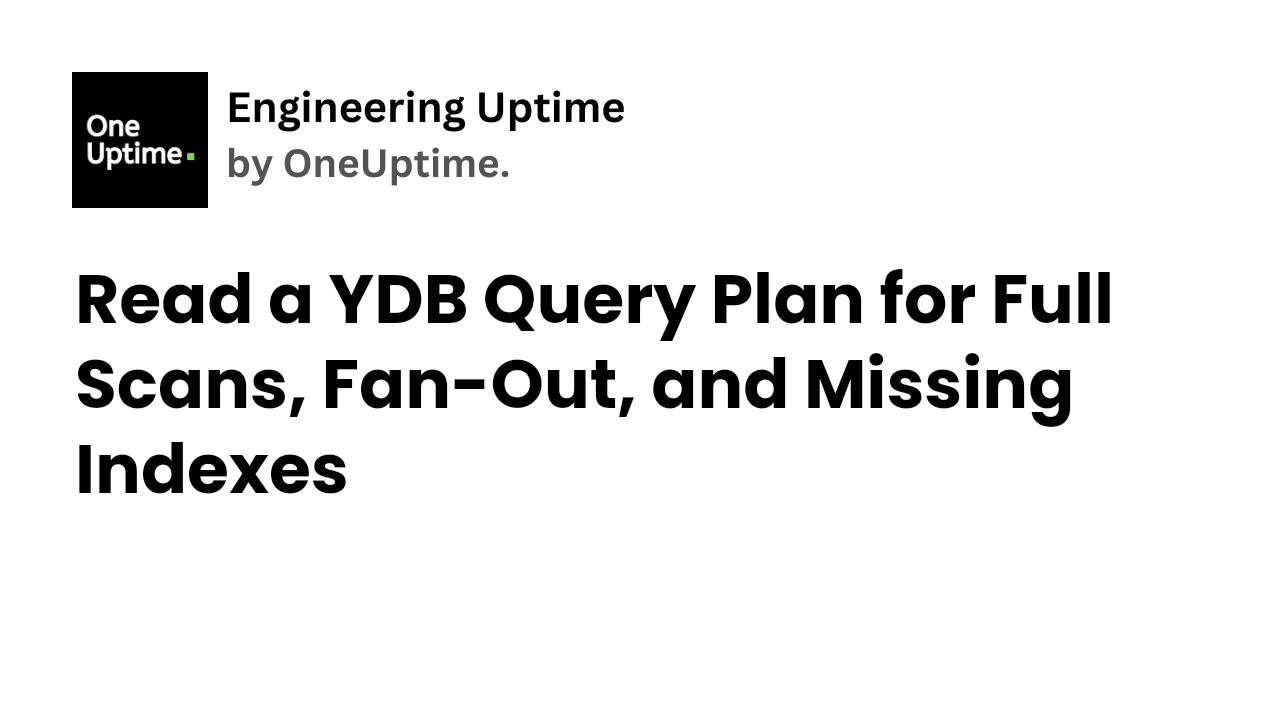 One
Uptime.
Engineering Uptime
by OneUptime.
Read a YDB Query Plan for Full
Scans, Fan-Out, and Missing
Indexes